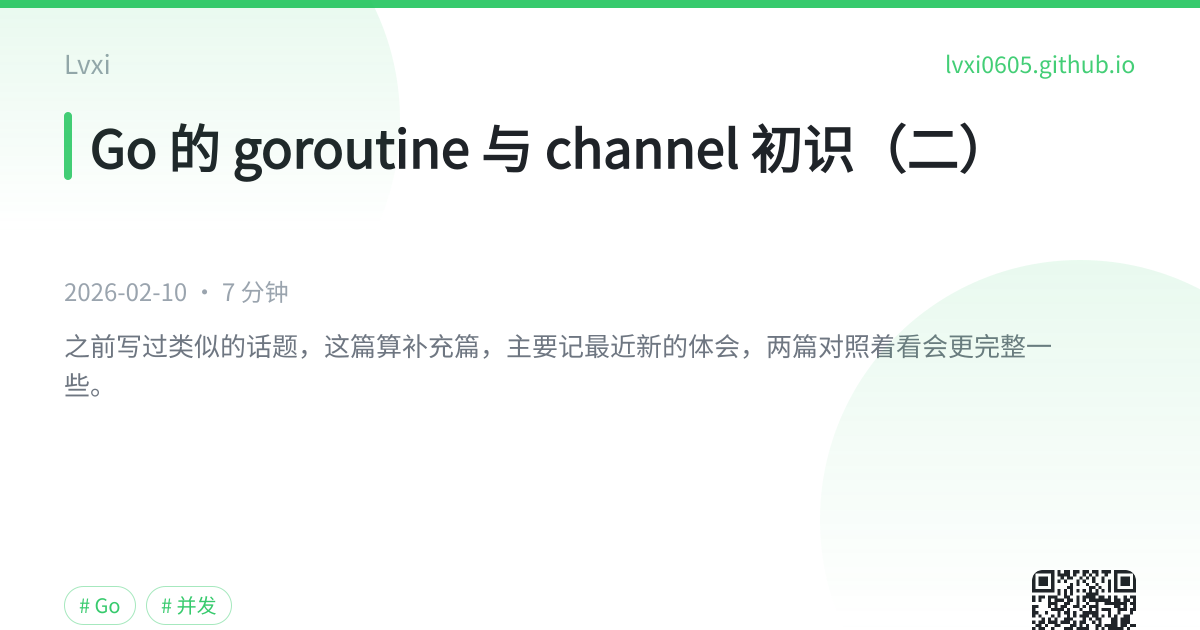 Lvxi
lvxi0605.github.io
Go 的 goroutine 与 channel 初识（二）
2026-02-10 · 7 分钟
之前写过类似的话题，这篇算补充篇，主要记最近新的体会，两篇对照着看会更完整一
些。
# Go
# 并发